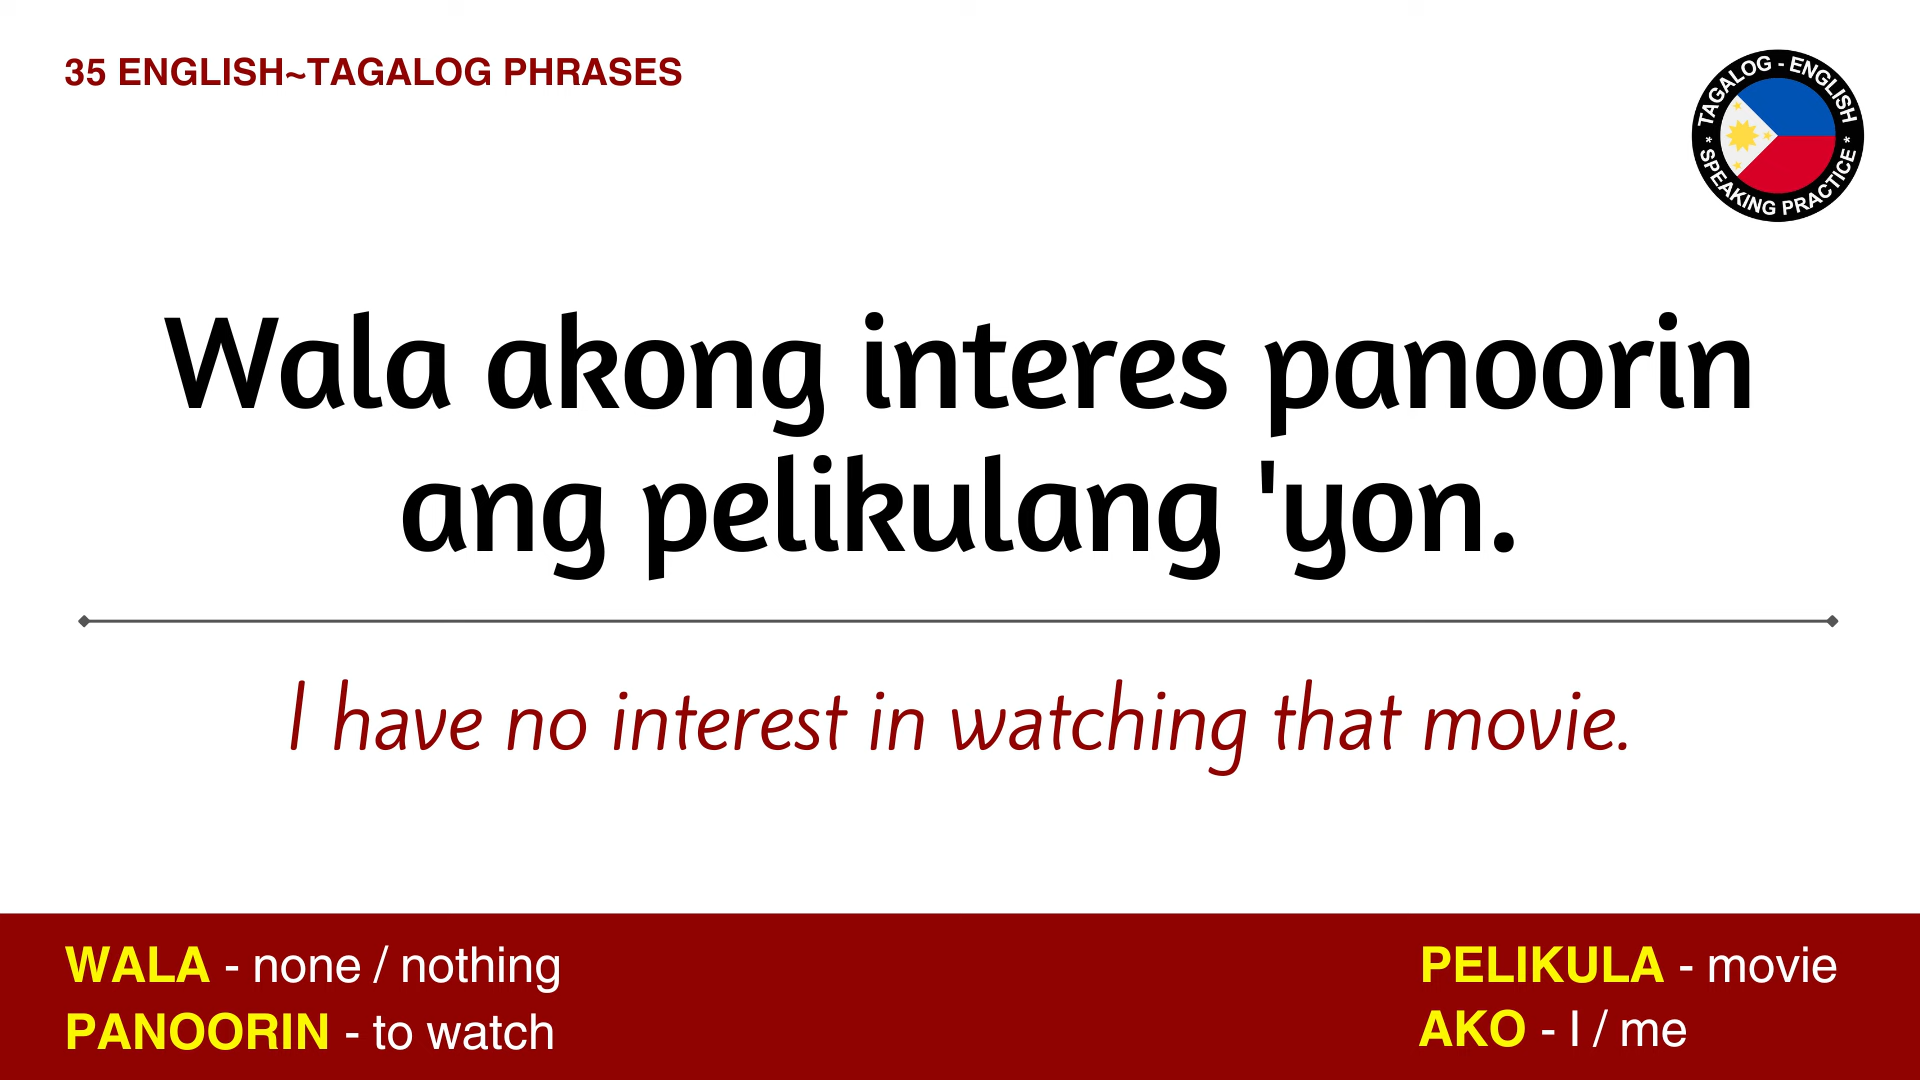 35 ENGLISH~TAGALOG PHRASES
TAGALOG - ENGLISH
* SPEAKING PRACTICE *
Wala akong interes panoorin
ang pelikulang 'yon.
I have no interest in watching that movie.
WALA - none / nothing
PANOORIN - to watch
PELIKULA - movie
AKO - I / me